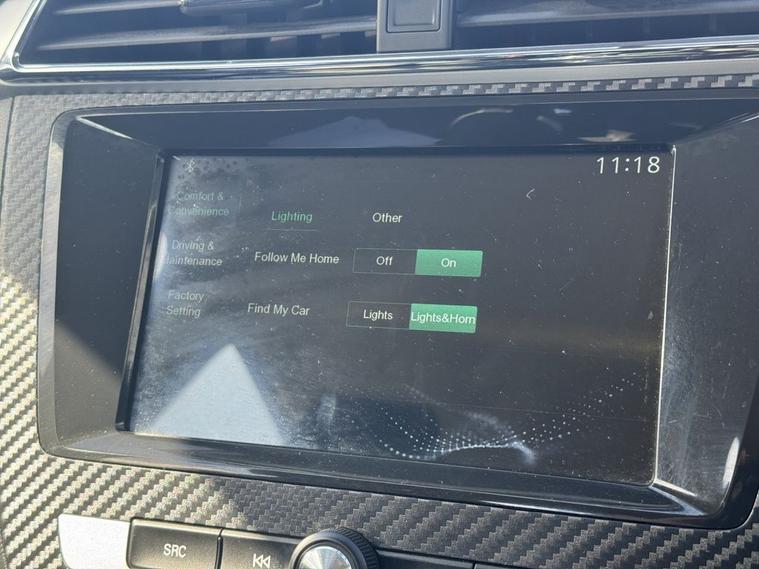 11:18
Comfort &
Convenience
Lighting Other
Driving &
Maintenance
Follow Me Home Off On
Factory
Setting
Find My Car Lights Lights&Horn
SRC